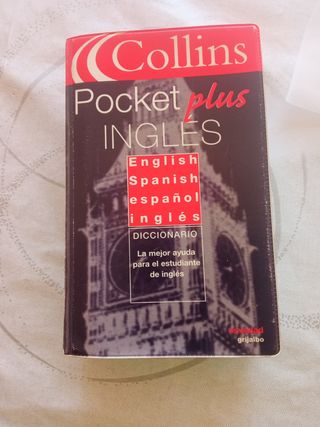 Collins
Pocket plus
INGLÉS
English
Spanish
español
inglés
DICCIONARIO
La mejor ayuda
para el estudiante
de inglés
grijalbo